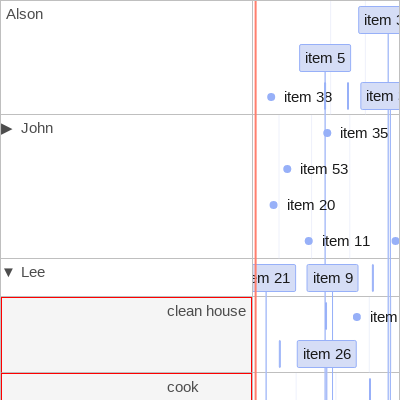 Alson
item 3
item 5
item 38
item
▶ John
item 35
item 53
item 20
item 11
▼ Lee
em 21
item 9
clean house
item
item 26
cook